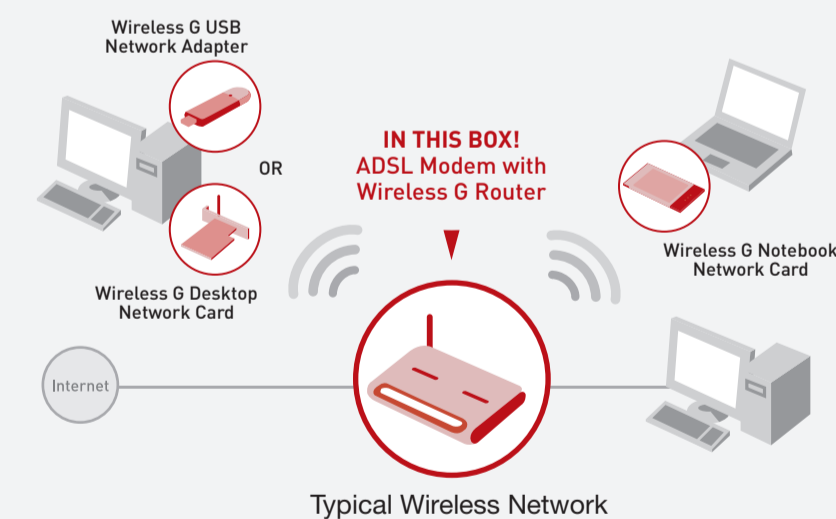 Wireless G USB
Network Adapter
OR
Wireless G Desktop
Network Card
IN THIS BOX!
ADSL Modem with
Wireless G Router
Wireless G Notebook
Network Card
Internet
Typical Wireless Network